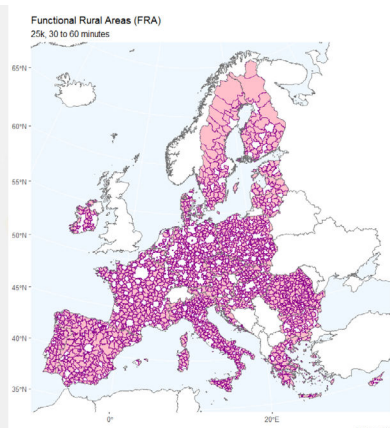 Functional Rural Areas (FRA)
25k, 30 to 60 minutes
65°N
60°N
55°N
50°N
45°N
40°N
35°N
0°
20°E